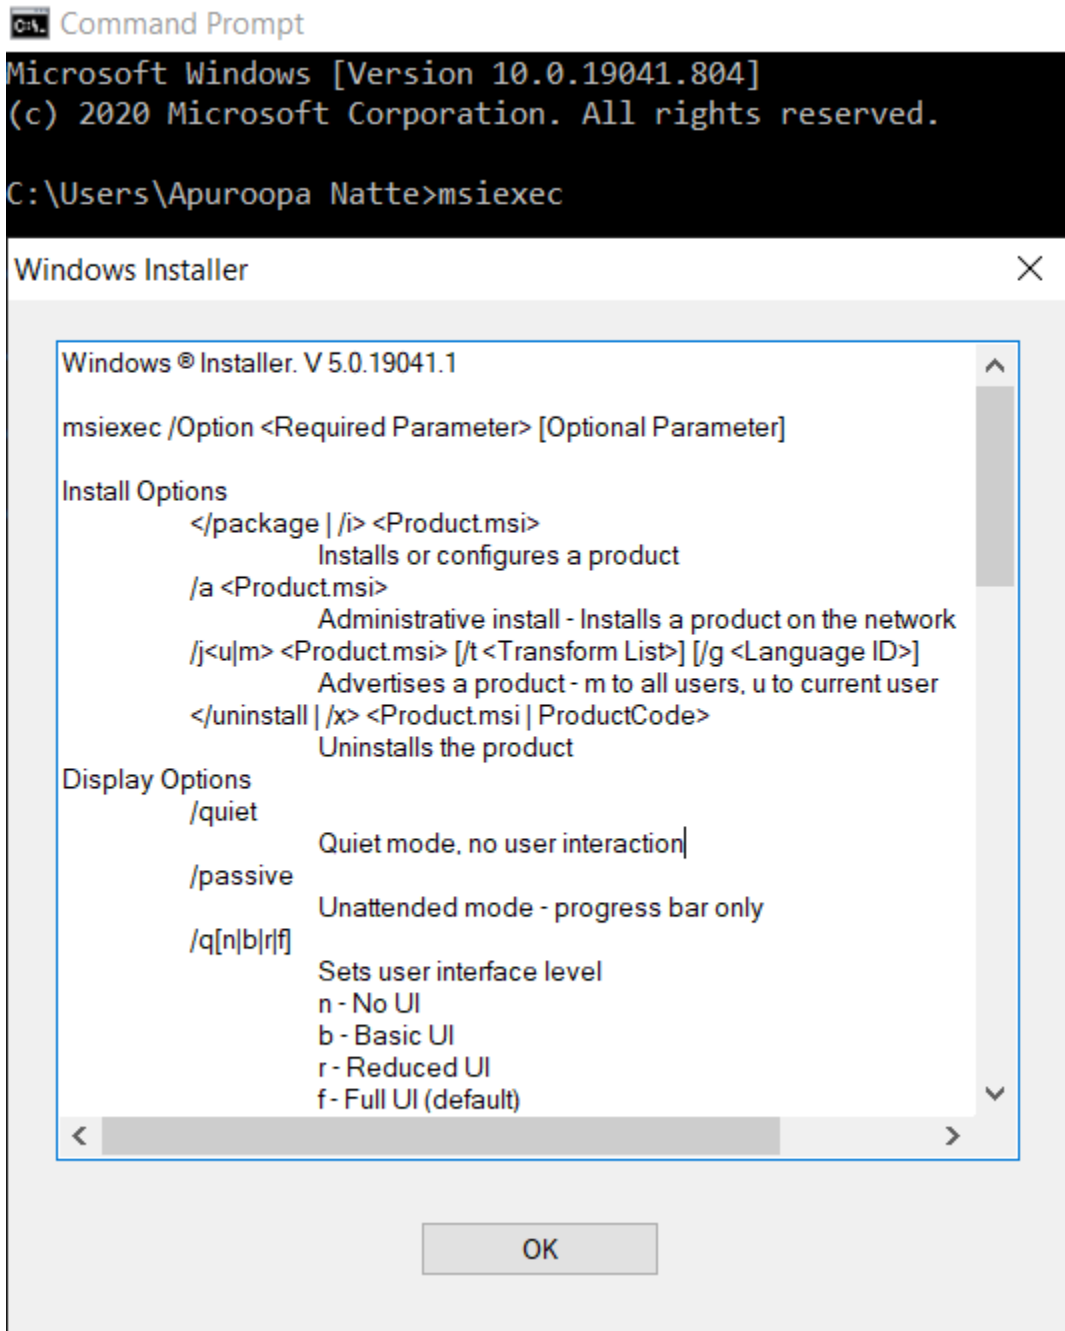 Command Prompt
Microsoft Windows [Version 10.0.19041.804]
(c) 2020 Microsoft Corporation. All rights reserved.
C:\Users\Apuroopa Natte>msiexec
Windows Installer
Windows ® Installer. V 5.0.19041.1
msiexec /Option <Required Parameter> [Optional Parameter]
Install Options
</package | /i> <Product.msi>
Installs or configures a product
/a <Product.msi>
Administrative install - Installs a product on the network
/j<u|m> <Product.msi> [/t <Transform List>] [/g <Language ID>]
Advertises a product - m to all users, u to current user
</uninstall | /x> <Product.msi | ProductCode>
Uninstalls the product
Display Options
/quiet
Quiet mode, no user interaction
/passive
Unattended mode - progress bar only
/q[n|b|r|f]
Sets user interface level
n - No UI
b - Basic UI
r - Reduced UI
f - Full UI (default)
OK